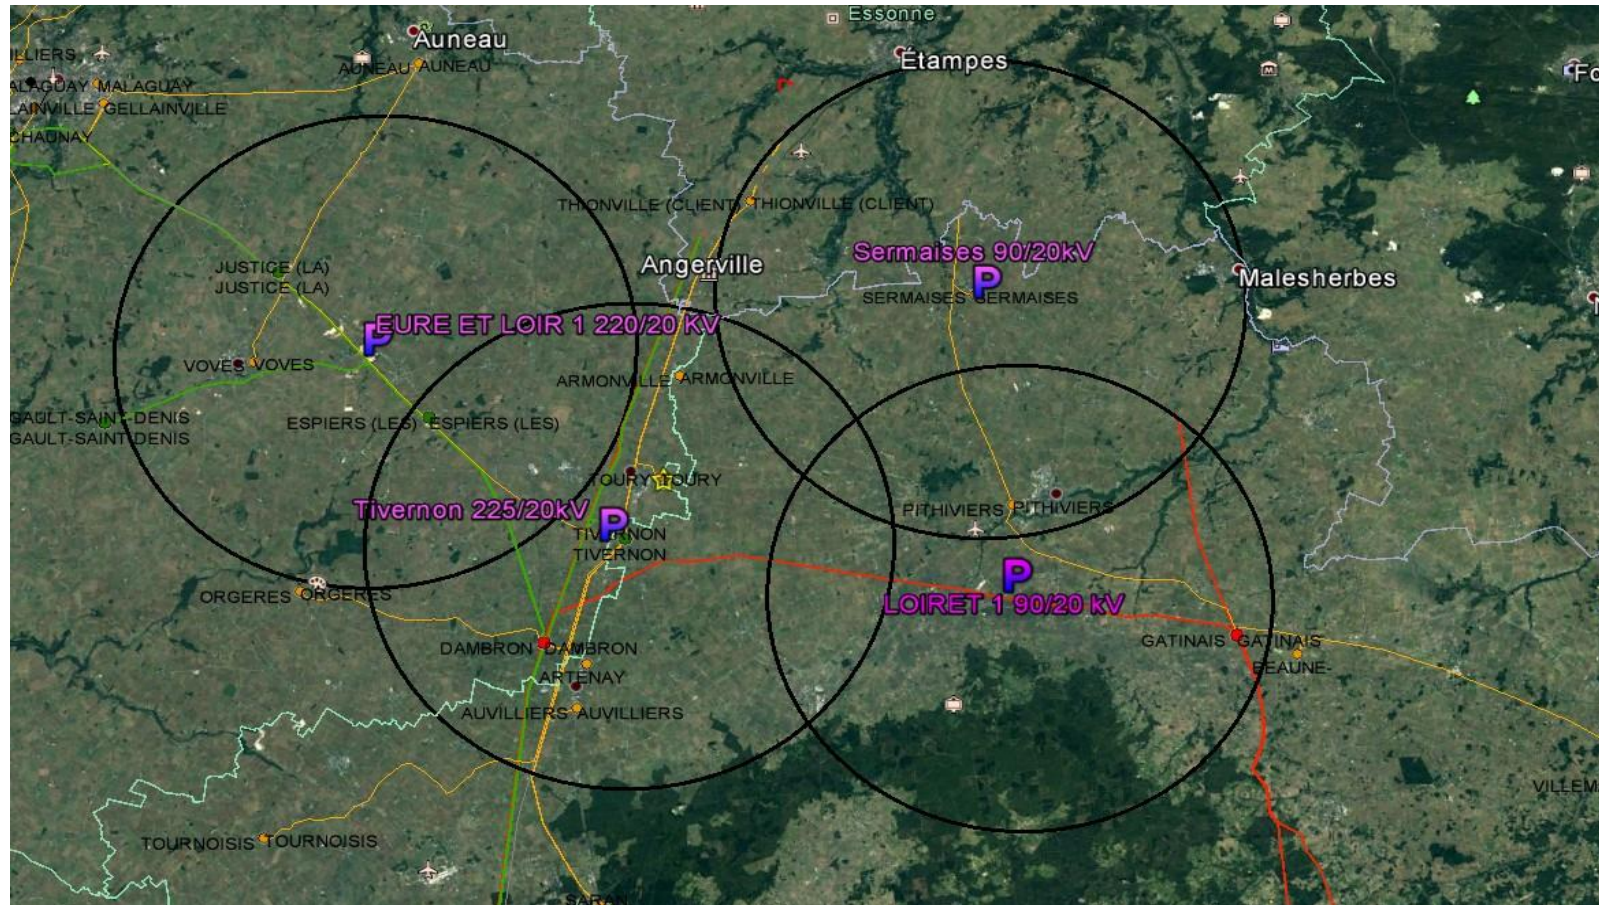 Essonne
Auneau
Étampes
AUNEAU AUNEAU
MALAGUAY
GELLAINVILLE
CHAUNAY
THIONVILLE (CLIENT) THIONVILLE (CLIENT)
Sermaises 90/20kV
Angerville
JUSTICE (LA)
JUSTICE (LA)
P
Malesherbes
SERMAISES SERMAISES
P EURE ET LOIR 1 220/20 KV
VOVES VOVES
ARMONVILLE ARMONVILLE
GAULT-SAINT-DENIS
GAULT-SAINT-DENIS
ESPIERS (LES) ESPIERS (LES)
TOURY TOURY
Tivernon 225/20kV P
PITHIVIERS PITHIVIERS
TIVERNON
TIVERNON
P
ORGERES ORGERES
LOIRET 1 90/20 kV
DAMBRON DAMBRON
GATINAIS GATINAIS
BEAUNE-
ARTENAY
AUVILLIERS AUVILLIERS
VILLEM
TOURNOISIS TOURNOISIS
SARAN